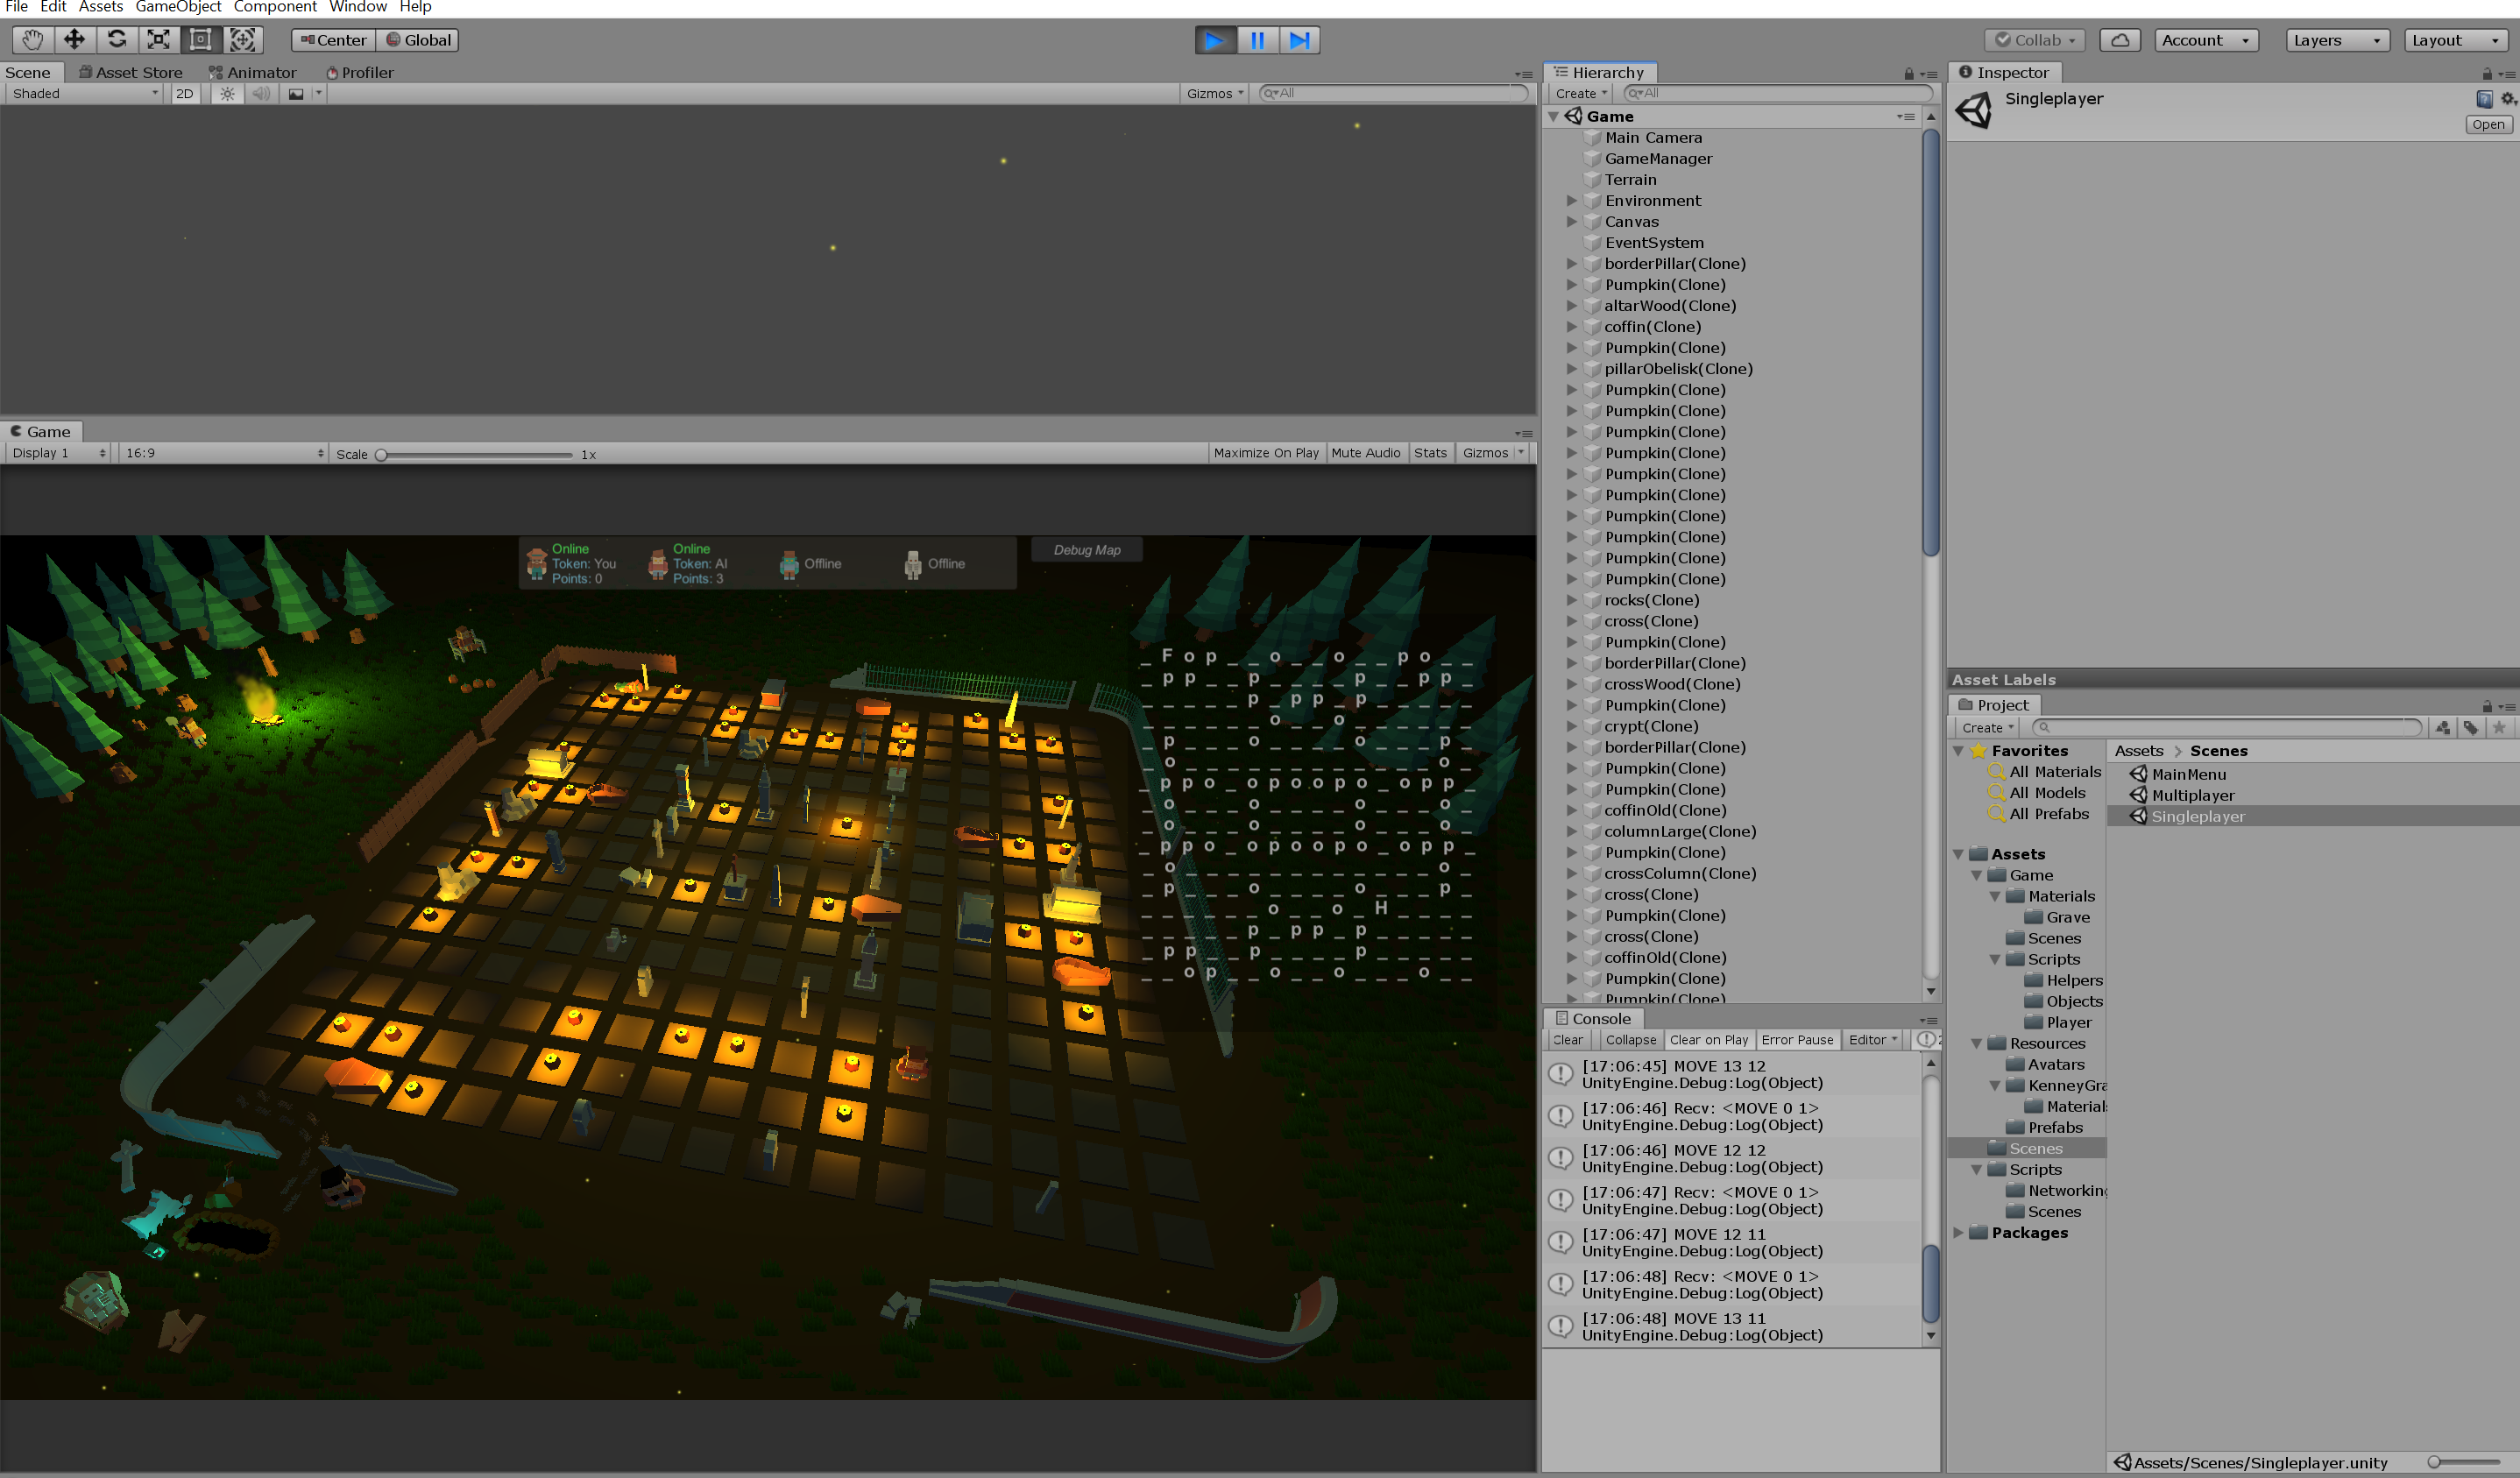 File Edit Assets GameObject Component Window Help
Center Global
Collab Account Layers Layout
Scene Asset Store Animator Profiler
Shaded 2D Gizmos All
Game
Display 1 16:9 Scale 1x Maximize On Play Mute Audio Stats Gizmos
Online Online
Token: You Token: AI Offline Offline
Points: 0 Points: 3
Debug Map
_ F o p _ _ o _ _ o _ _ p o _ _
_ p p _ _ p _ _ _ _ p _ _ p p _
_ _ _ _ _ p _ p p _ p _ _ _ _ _
_ _ _ _ _ _ o _ _ o _ _ _ _ _ _
_ p _ _ _ o _ _ _ _ o _ _ _ p _
_ o _ _ _ _ _ _ _ _ _ _ _ _ o _
_ p p o _ o p o o p o _ o p p _
_ o _ _ _ o _ _ _ _ o _ _ _ o _
_ o _ _ _ o _ _ _ _ o _ _ _ o _
_ p p o _ o p o o p o _ o p p _
_ o _ _ _ _ _ _ _ _ _ _ _ _ o _
_ p _ _ _ o _ _ _ _ o _ _ _ p _
_ _ _ _ _ _ o _ _ o _ H _ _ _ _
_ _ _ _ _ p _ p p _ p _ _ _ _ _
_ p p _ _ p _ _ _ _ p _ _ _ _ _
_ _ o p _ _ o _ _ o _ _ _ o _ _
Hierarchy
Create All
Game
Main Camera
GameManager
Terrain
Environment
Canvas
EventSystem
borderPillar(Clone)
Pumpkin(Clone)
altarWood(Clone)
coffin(Clone)
Pumpkin(Clone)
pillarObelisk(Clone)
Pumpkin(Clone)
Pumpkin(Clone)
Pumpkin(Clone)
Pumpkin(Clone)
Pumpkin(Clone)
Pumpkin(Clone)
Pumpkin(Clone)
Pumpkin(Clone)
Pumpkin(Clone)
Pumpkin(Clone)
rocks(Clone)
cross(Clone)
Pumpkin(Clone)
borderPillar(Clone)
crossWood(Clone)
Pumpkin(Clone)
crypt(Clone)
borderPillar(Clone)
Pumpkin(Clone)
Pumpkin(Clone)
coffinOld(Clone)
columnLarge(Clone)
Pumpkin(Clone)
crossColumn(Clone)
cross(Clone)
Pumpkin(Clone)
cross(Clone)
coffinOld(Clone)
Pumpkin(Clone)
Pumpkin(Clone)
Console
Clear Collapse Clear on Play Error Pause Editor
[17:06:45] MOVE 13 12
UnityEngine.Debug:Log(Object)
[17:06:46] Recv: <MOVE 0 1>
UnityEngine.Debug:Log(Object)
[17:06:46] MOVE 12 12
UnityEngine.Debug:Log(Object)
[17:06:47] Recv: <MOVE 0 1>
UnityEngine.Debug:Log(Object)
[17:06:47] MOVE 12 11
UnityEngine.Debug:Log(Object)
[17:06:48] Recv: <MOVE 0 1>
UnityEngine.Debug:Log(Object)
[17:06:48] MOVE 13 11
UnityEngine.Debug:Log(Object)
Inspector
Singleplayer
Open
Asset Labels
Project
Create
Favorites
All Materials
All Models
All Prefabs
Assets
Game
Materials
Grave
Scenes
Scripts
Helpers
Objects
Player
Resources
Avatars
KenneyGra
Material
Prefabs
Scenes
Scripts
Networking
Scenes
Packages
Assets > Scenes
MainMenu
Multiplayer
Singleplayer
Assets/Scenes/Singleplayer.unity